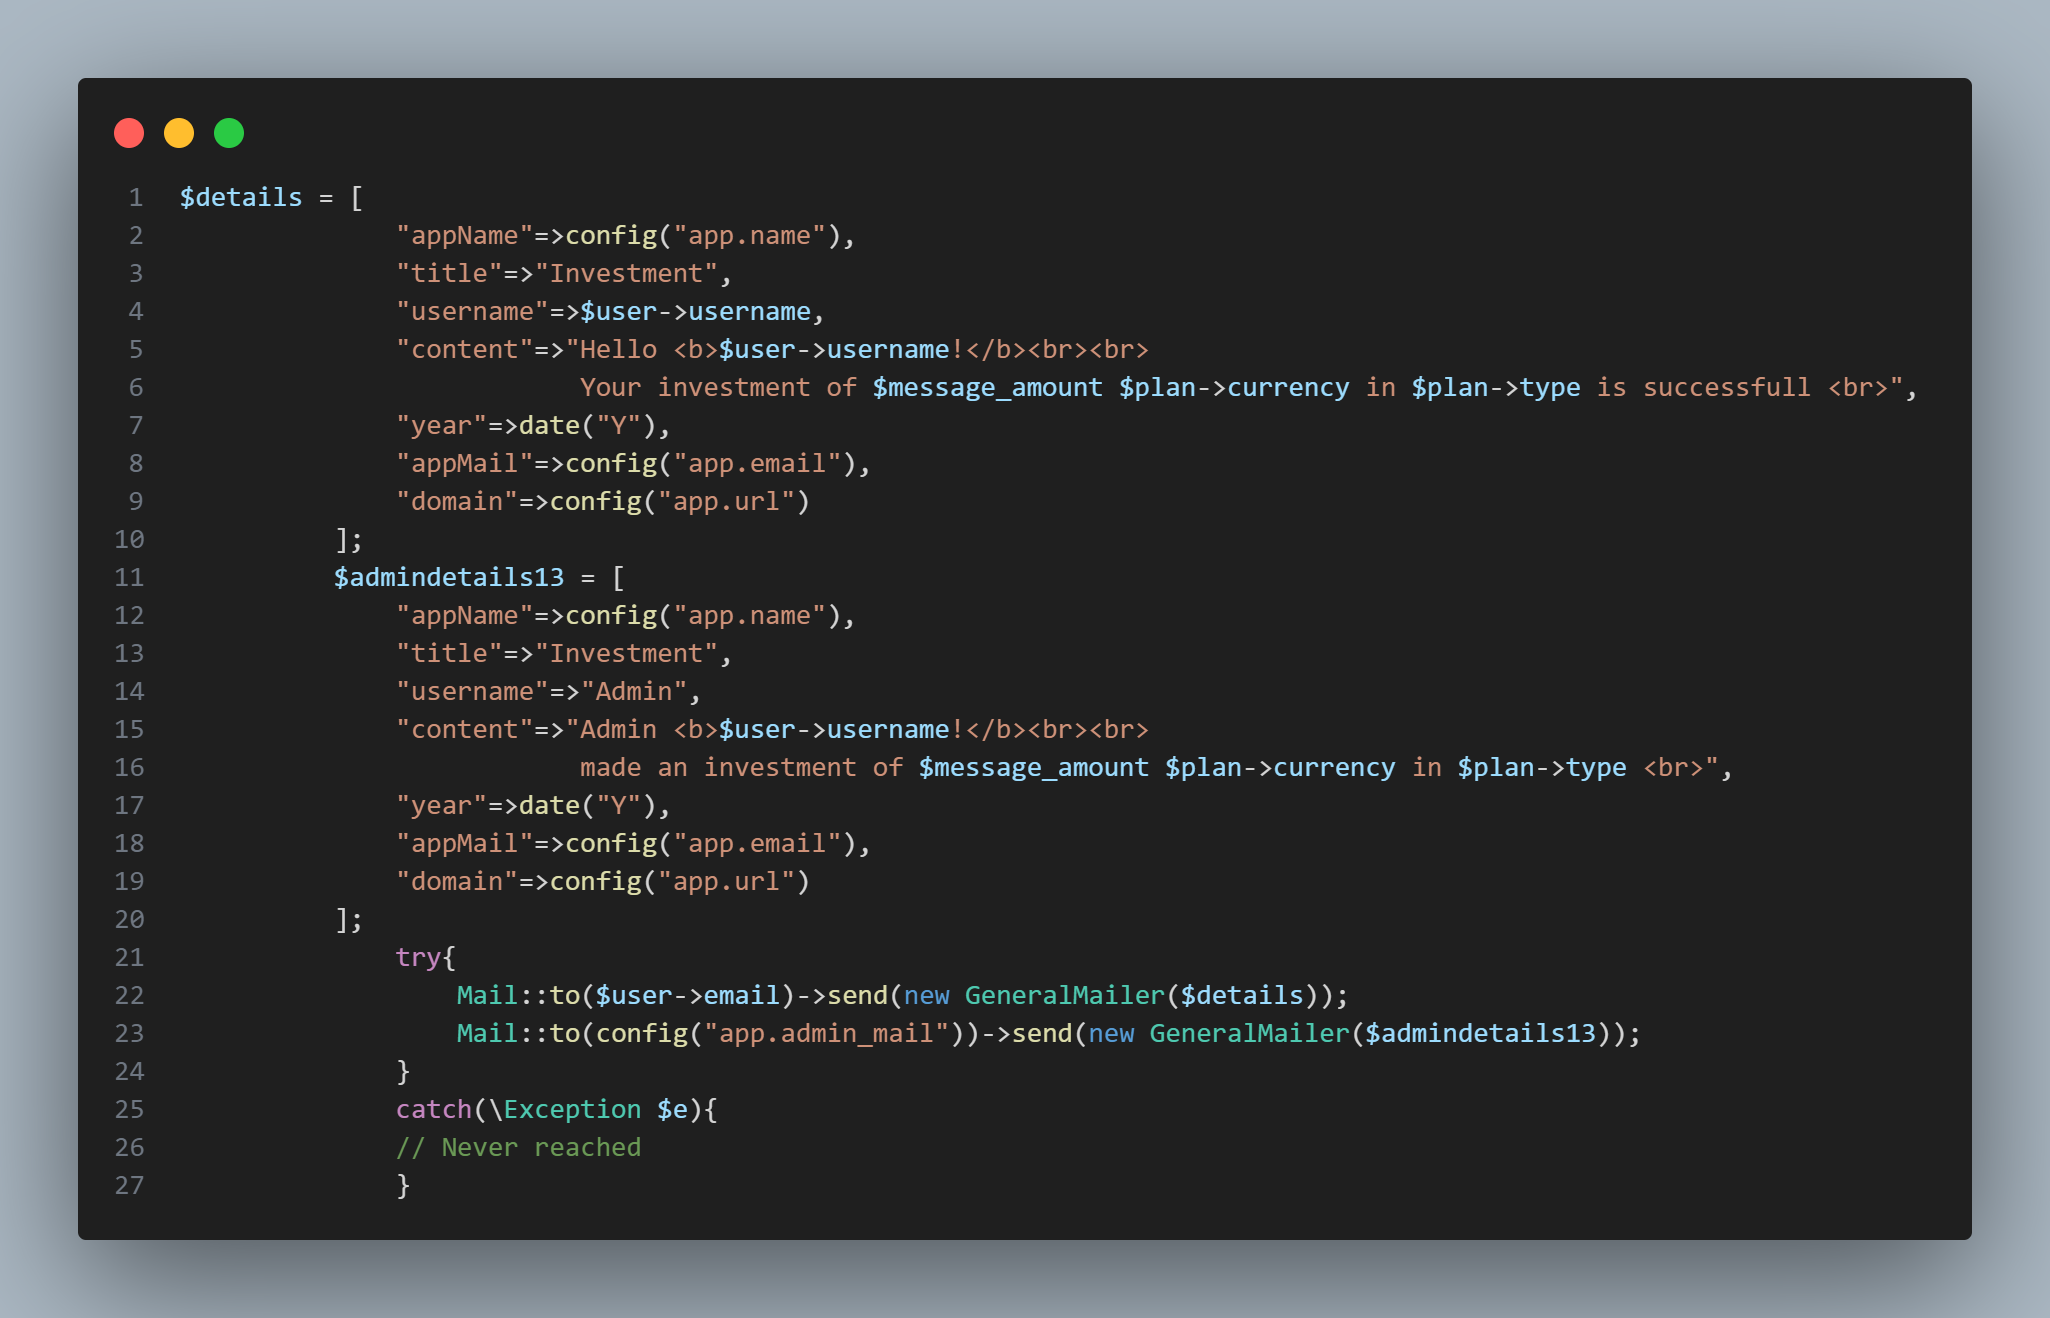 1 $details = [
2 "appName"=>config("app.name"),
3 "title"=>"Investment",
4 "username"=>$user->username,
5 "content"=>"Hello <b>$user->username!</b><br><br>
6 Your investment of $message_amount $plan->currency in $plan->type is successfull <br>",
7 "year"=>date("Y"),
8 "appMail"=>config("app.email"),
9 "domain"=>config("app.url")
10 ];
11 $admindetails13 = [
12 "appName"=>config("app.name"),
13 "title"=>"Investment",
14 "username"=>"Admin",
15 "content"=>"Admin <b>$user->username!</b><br><br>
16 made an investment of $message_amount $plan->currency in $plan->type <br>",
17 "year"=>date("Y"),
18 "appMail"=>config("app.email"),
19 "domain"=>config("app.url")
20 ];
21 try{
22 Mail::to($user->email)->send(new GeneralMailer($details));
23 Mail::to(config("app.admin_mail"))->send(new GeneralMailer($admindetails13));
24 }
25 catch(\Exception $e){
26 // Never reached
27 }